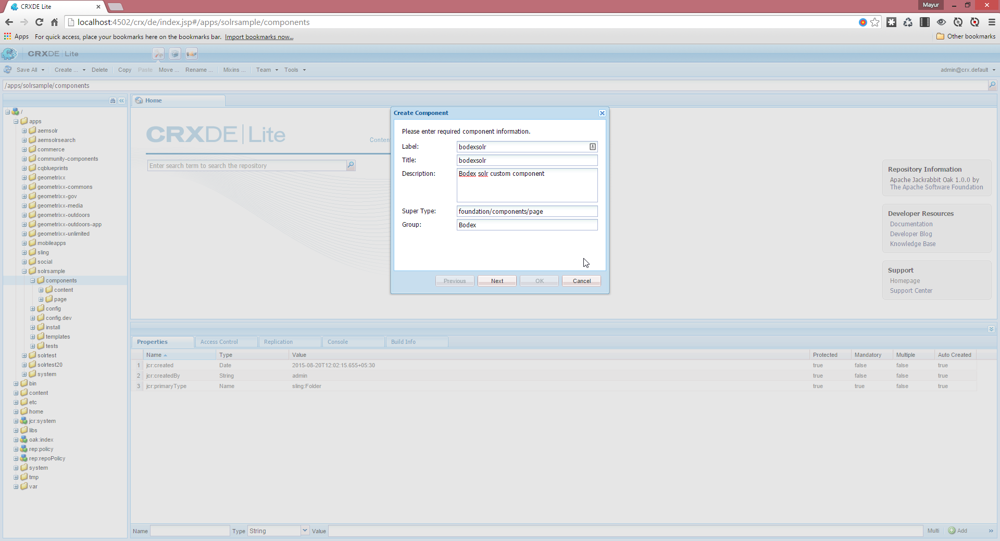 CRXDE Lite
Mayur
localhost:4502/crx/de/index.jsp#/apps/solrsample/components
Apps For quick access, place your bookmarks here on the bookmarks bar. Import bookmarks now... Other bookmarks
CRXDE Lite
Save All Create ... Delete Copy Paste Move ... Rename ... Mixins ... Team Tools admin@crx.default
/apps/solrsample/components
/
apps
aemsolr
aemsolrsearch
commerce
community-components
cqblueprints
geometrixx
geometrixx-commons
geometrixx-gov
geometrixx-media
geometrixx-outdoors
geometrixx-outdoors-app
geometrixx-unlimited
mobileapps
sling
social
solrsample
components
content
page
config
config.dev
install
templates
tests
solrtest
solrtest20
system
bin
content
etc
home
jcr:system
libs
oak:index
rep:policy
rep:repoPolicy
system
tmp
var
Home
CRXDE Lite
Conten
Enter search term to search the repository
Create Component
Please enter required component information.
Label: bodexsolr
Title: bodexsolr
Description: Bodex solr custom component
Super Type: foundation/components/page
Group: Bodex
Previous Next OK Cancel
Repository Information
Apache Jackrabbit Oak 1.0.0 by
The Apache Software Foundation
Developer Resources
Documentation
Developer Blog
Knowledge Base
Support
Homepage
Support Center
Properties Access Control Replication Console Build Info
Name Type Value Protected Mandatory Multiple Auto Created
1 jcr:created Date 2015-08-20T12:02:15.655+05:30 true false false true
2 jcr:createdBy String admin true false false true
3 jcr:primaryType Name sling:Folder true true false true
Name Type String Value Multi Add »